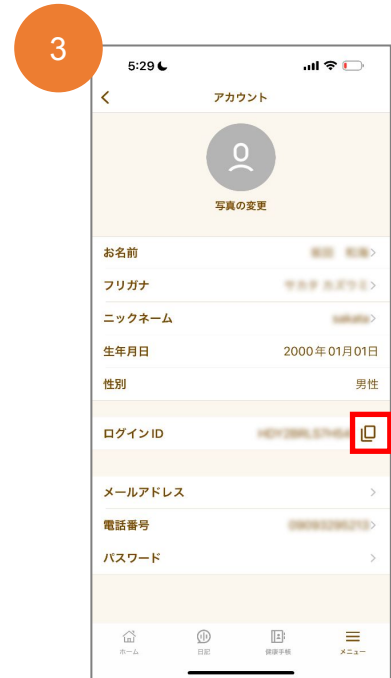 3
5:29
アカウント
写真の変更
お名前
フリガナ
ニックネーム
生年月日 2000年01月01日
性別 男性
ログインID
メールアドレス
電話番号
パスワード
ホーム 日記 健康手帳 メニュー